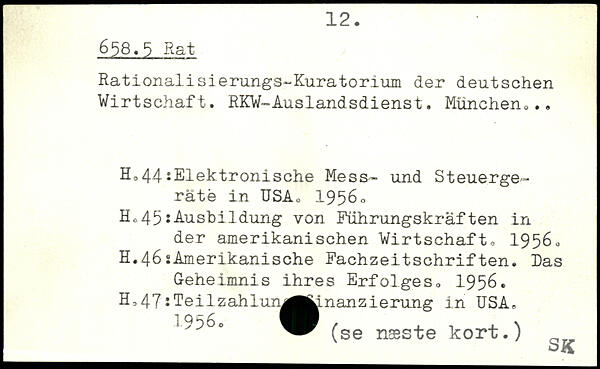 12.
658.5 Rat
Rationalisierungs-Kuratorium der deutschen
Wirtschaft. RKW-Auslandsdienst. München...
H.44:Elektronische Mess- und Steuerge-
räte in USA. 1956.
H.45:Ausbildung von Führungskräften in
der amerikanischen Wirtschaft. 1956.
H.46:Amerikanische Fachzeitschriften. Das
Geheimnis ihres Erfolges. 1956.
H.47:Teilzahlungsfinanzierung in USA.
1956.
(se næste kort.)
SK